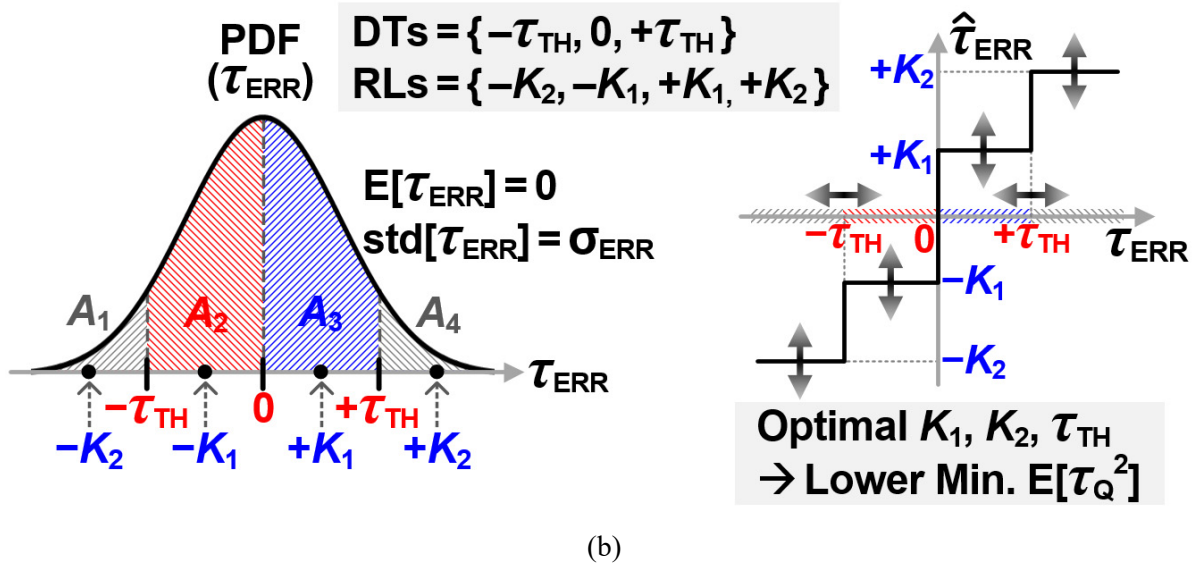 PDF
(τERR)
DTs = {−τTH, 0, +τTH}
RLs = {−K2, −K1, +K1, +K2}
E[τERR] = 0
std[τERR] = σERR
A1
A2
A3
A4
τERR
−τTH
0
+τTH
−K2
−K1
+K1
+K2
τ̂ERR
+K2
+K1
−τTH
0
+τTH
τERR
−K1
−K2
Optimal K1, K2, τTH
→ Lower Min. E[τQ²]
(b)